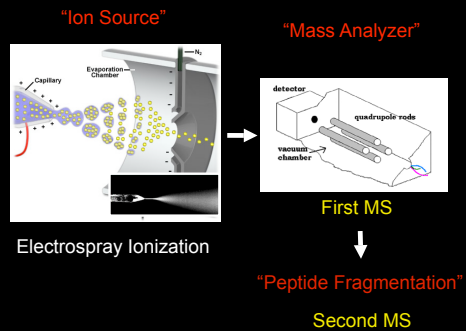 “Ion Source”
N₂
Evaporation
Chamber
Capillary
Electrospray Ionization
“Mass Analyzer”
detector
quadrupole rods
vacuum
chamber
First MS
“Peptide Fragmentation”
Second MS